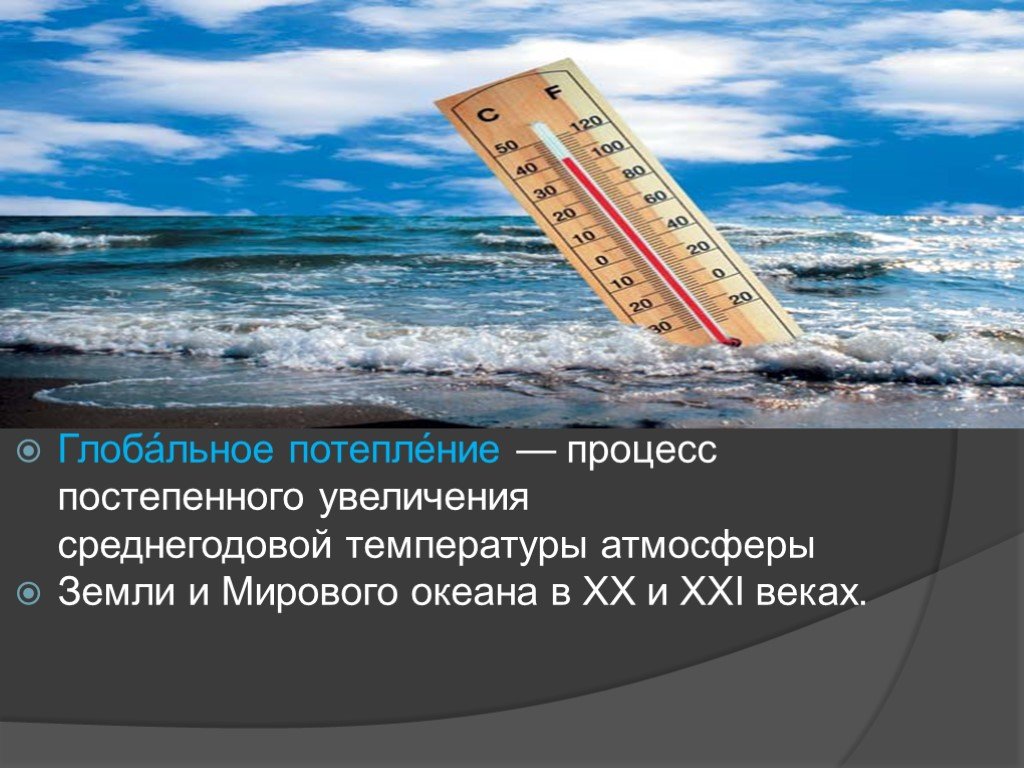 C F
50 120
40 100
30 80
20 60
10 40
0 20
10 0
20 20
30
Глоба́льное потепле́ние — процесс
постепенного увеличения
среднегодовой температуры атмосферы
Земли и Мирового океана в XX и XXI веках.